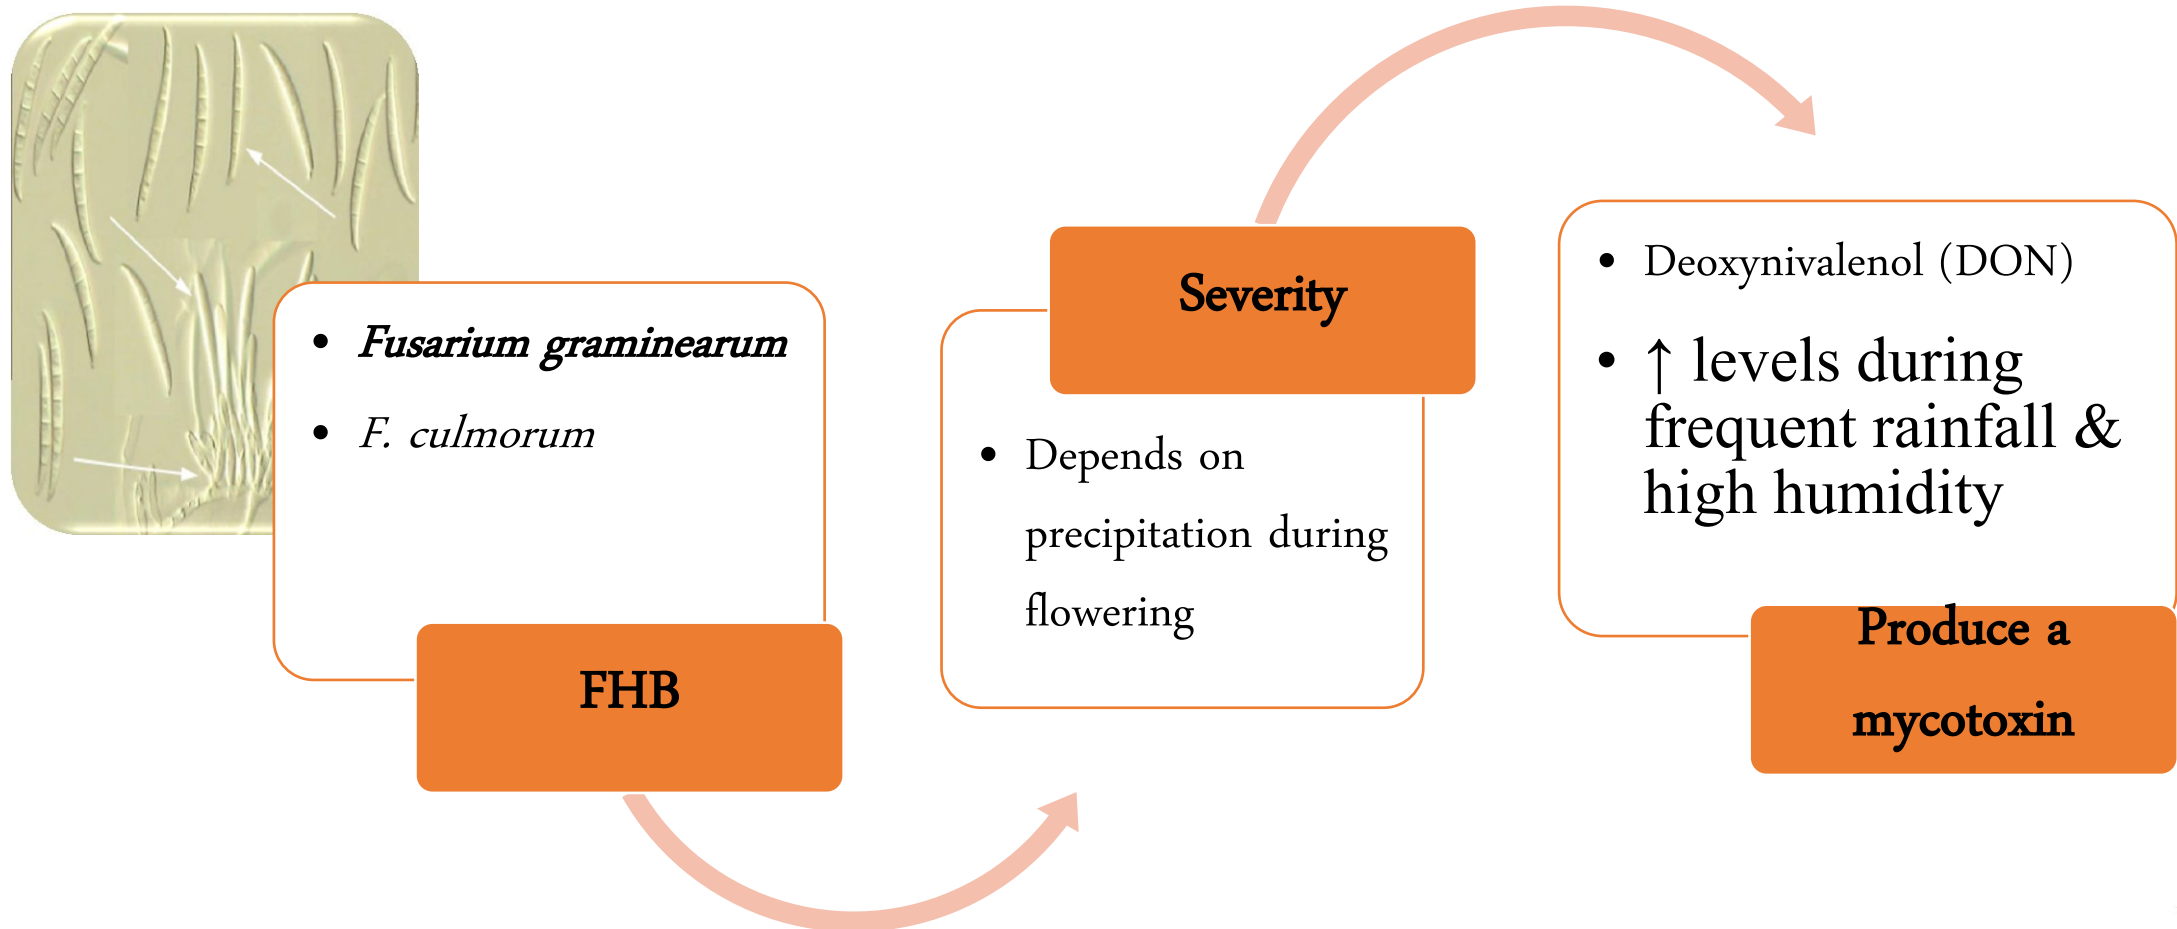 • Fusarium graminearum
• F. culmorum
FHB
Severity
• Depends on
precipitation during
flowering
• Deoxynivalenol (DON)
• ↑ levels during
frequent rainfall &
high humidity
Produce a
mycotoxin